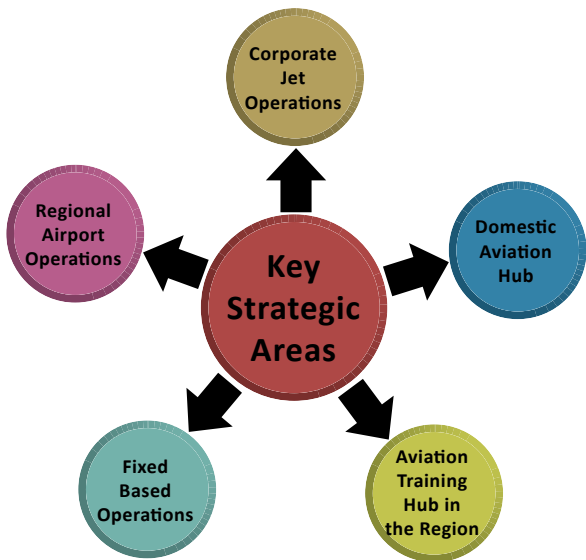 Corporate
Jet
Operations
Regional
Airport
Operations
Domestic
Aviation
Hub
Key
Strategic
Areas
Fixed
Based
Operations
Aviation
Training
Hub in
the Region